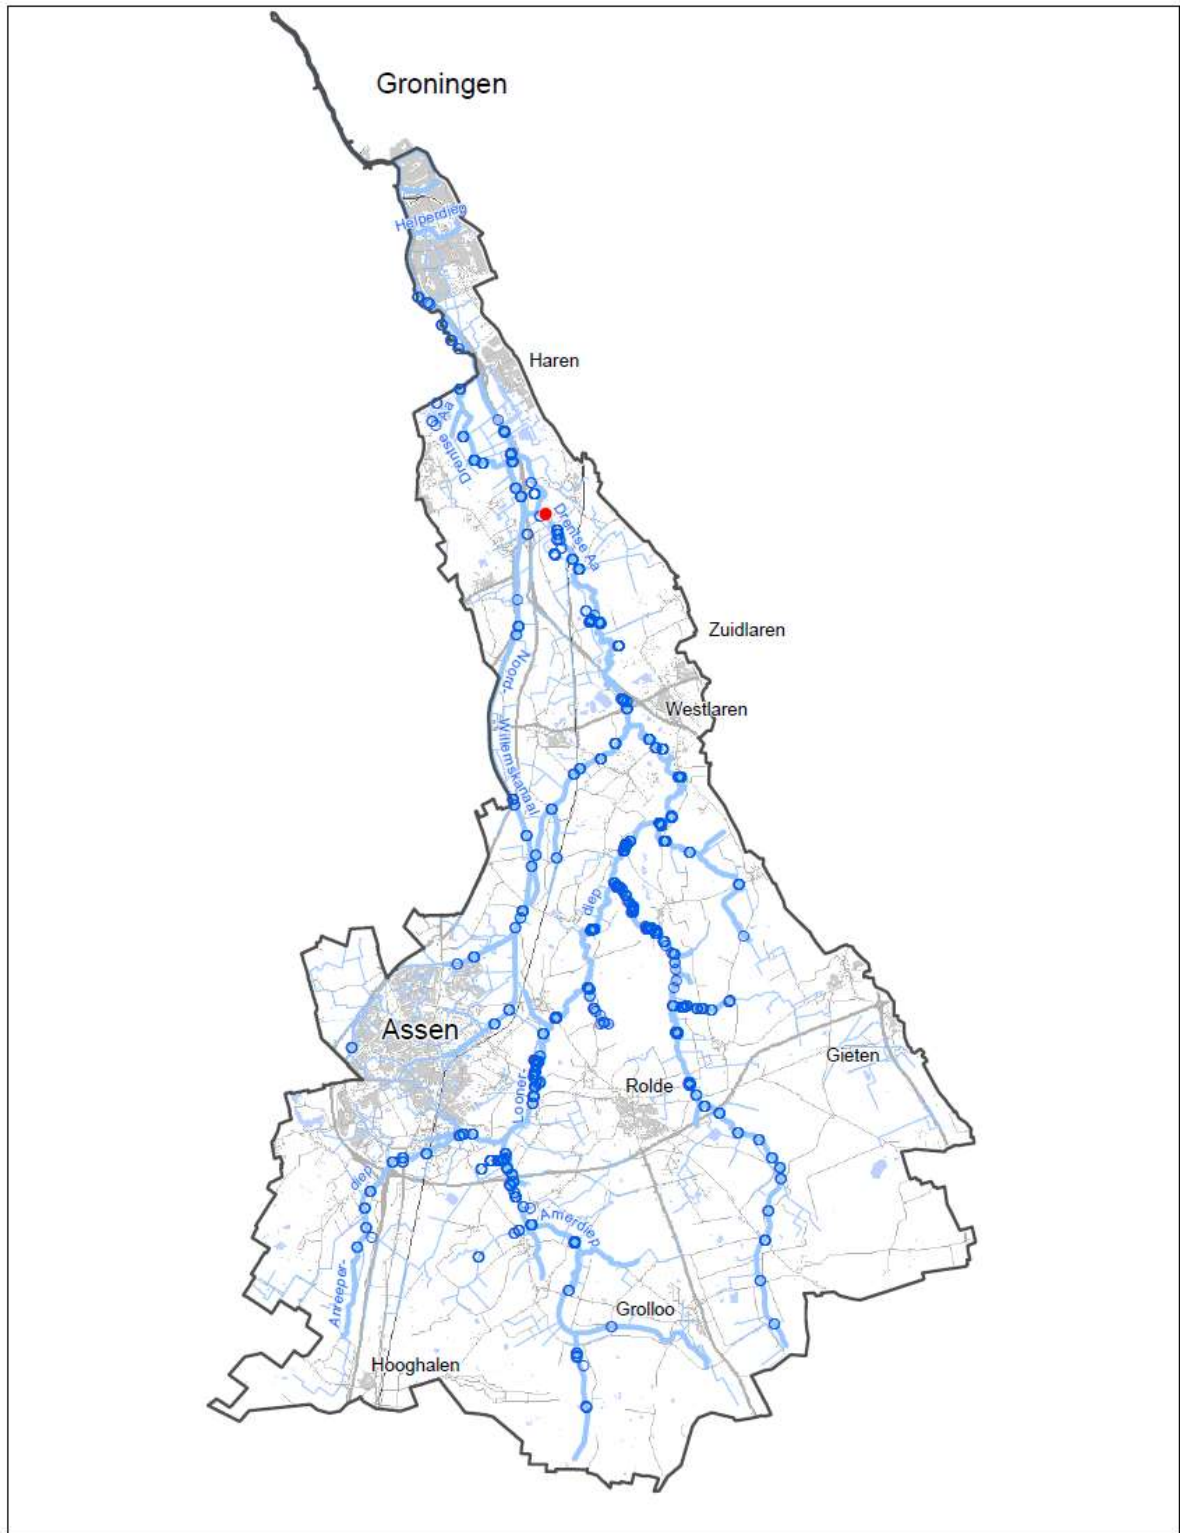 Groningen
Helperdiep
Haren
Drentse Aa
Drentse Aa
Zuidlaren
Noord-
Westlaren
Willemskanaal
diep
Assen
Gieten
Looner-
Rolde
diep
Amerdiep
Anreeper-
Grolloo
Hooghalen